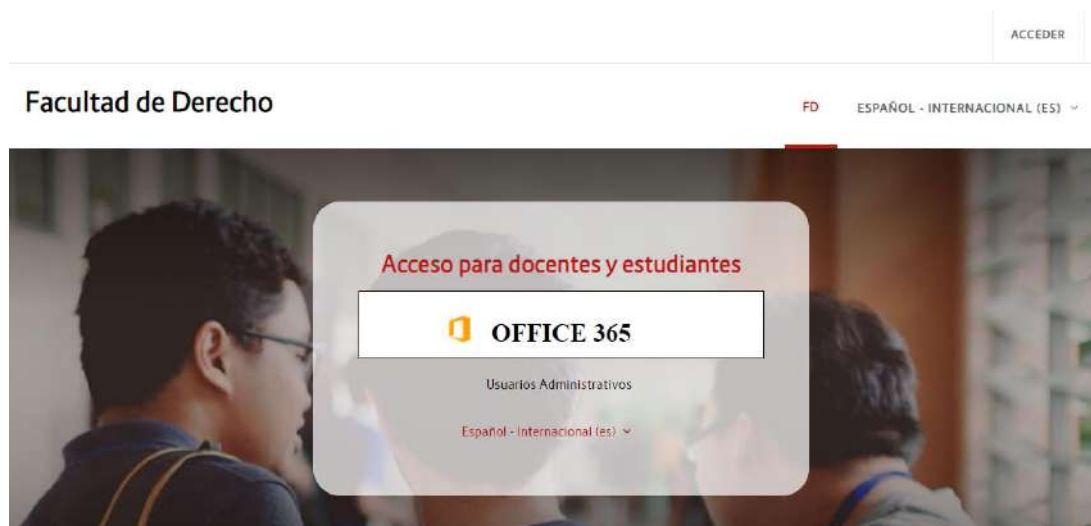 ACCEDER
Facultad de Derecho
FD
ESPAÑOL - INTERNACIONAL (ES)
Acceso para docentes y estudiantes
OFFICE 365
Usuarios Administrativos
Español - Internacional (es)